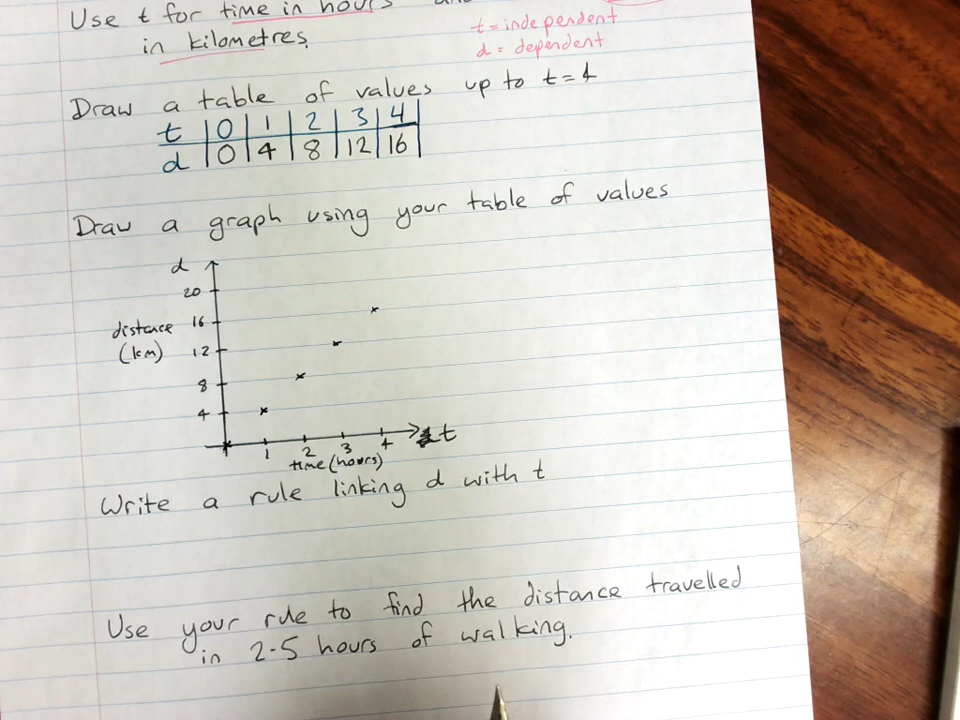 Use t for time in hours
in kilometres.
t = independent
d = dependent
Draw a table of values up to t = 4
t 0 1 2 3 4
d 0 4 8 12 16
Draw a graph using your table of values
d
20
distance 16
(km) 12
8
4
1 2 3 4 t
time (hours)
Write a rule linking d with t
Use your rule to find the distance travelled
in 2.5 hours of walking.